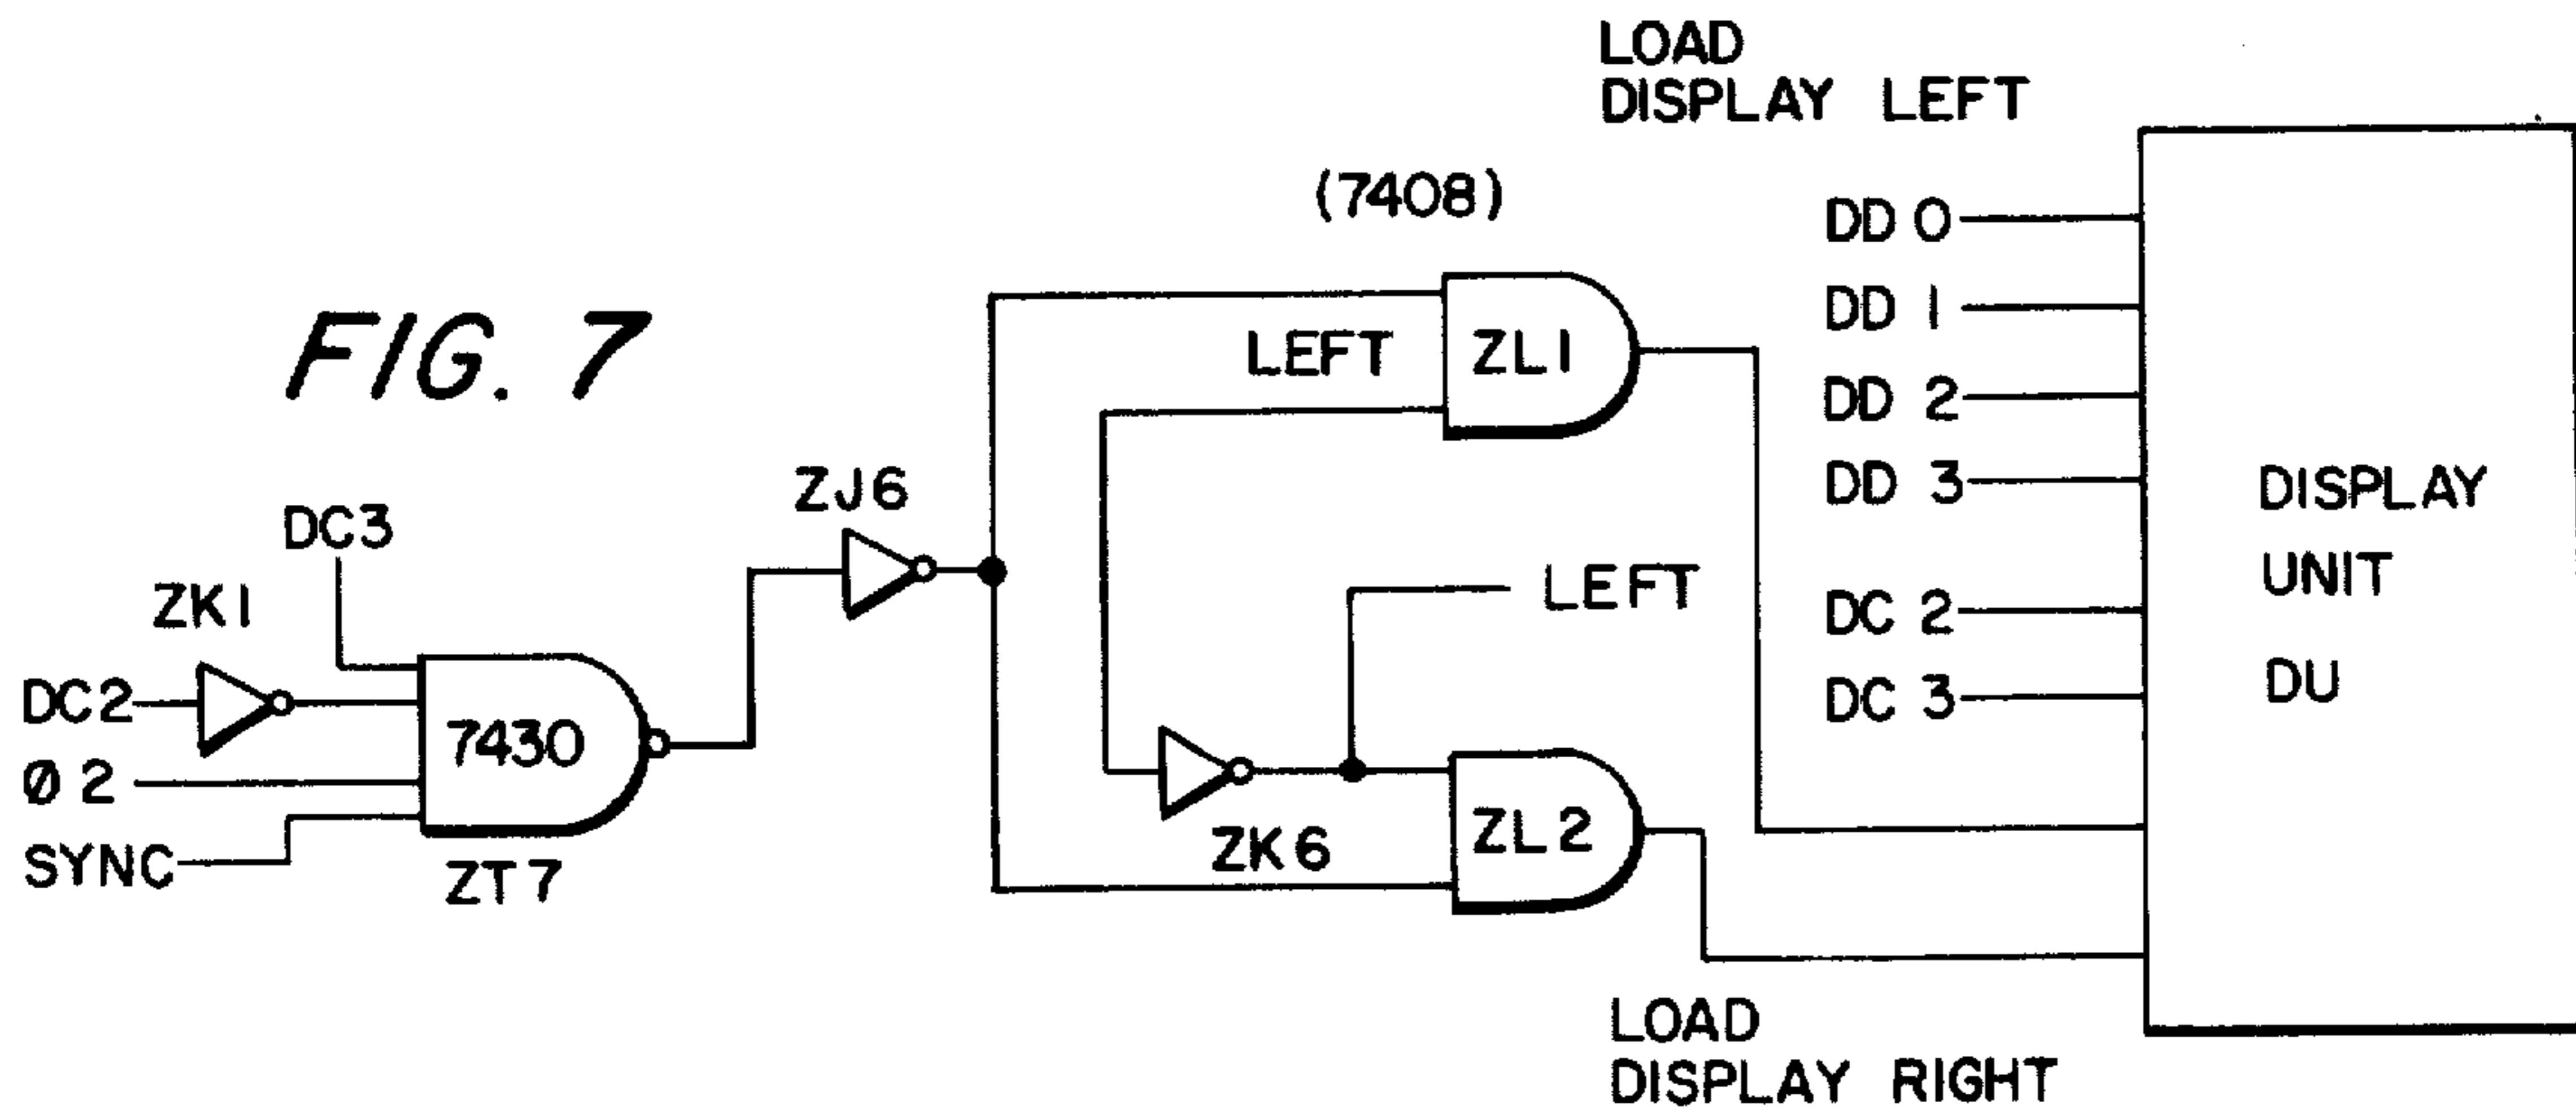 LOAD
DISPLAY LEFT
(7408)
DD 0
DD 1
FIG. 7
LEFT
ZL1
DD 2
ZJ6
DD 3
DISPLAY
UNIT
DU
DC3
ZK1
LEFT
DC 2
DC2
7430
DC 3
Ø 2
SYNC
ZT7
ZK6
ZL2
LOAD
DISPLAY RIGHT